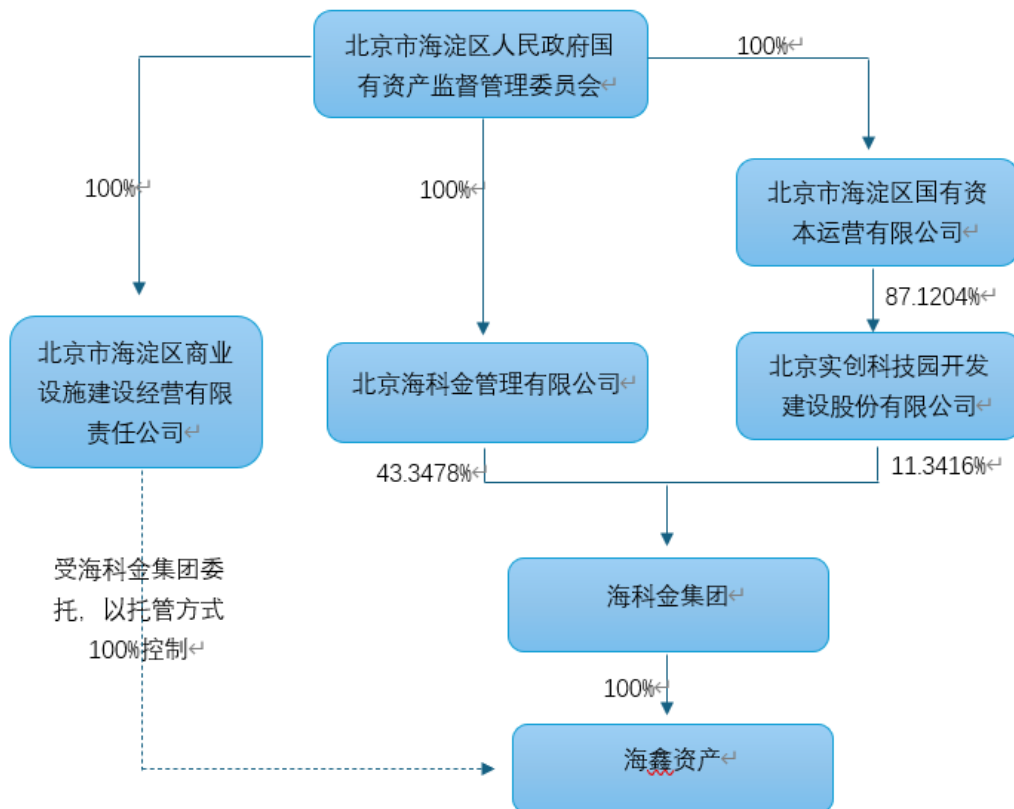 北京市海淀区人民政府国
有资产监督管理委员会
100%
100%
100%
北京市海淀区国有资
本运营有限公司
87.1204%
北京市海淀区商业
设施建设经营有限
责任公司
北京海科金管理有限公司
北京实创科技园开发
建设股份有限公司
43.3478%
11.3416%
受海科金集团委
托，以托管方式
100%控制
海科金集团
100%
海鑫资产